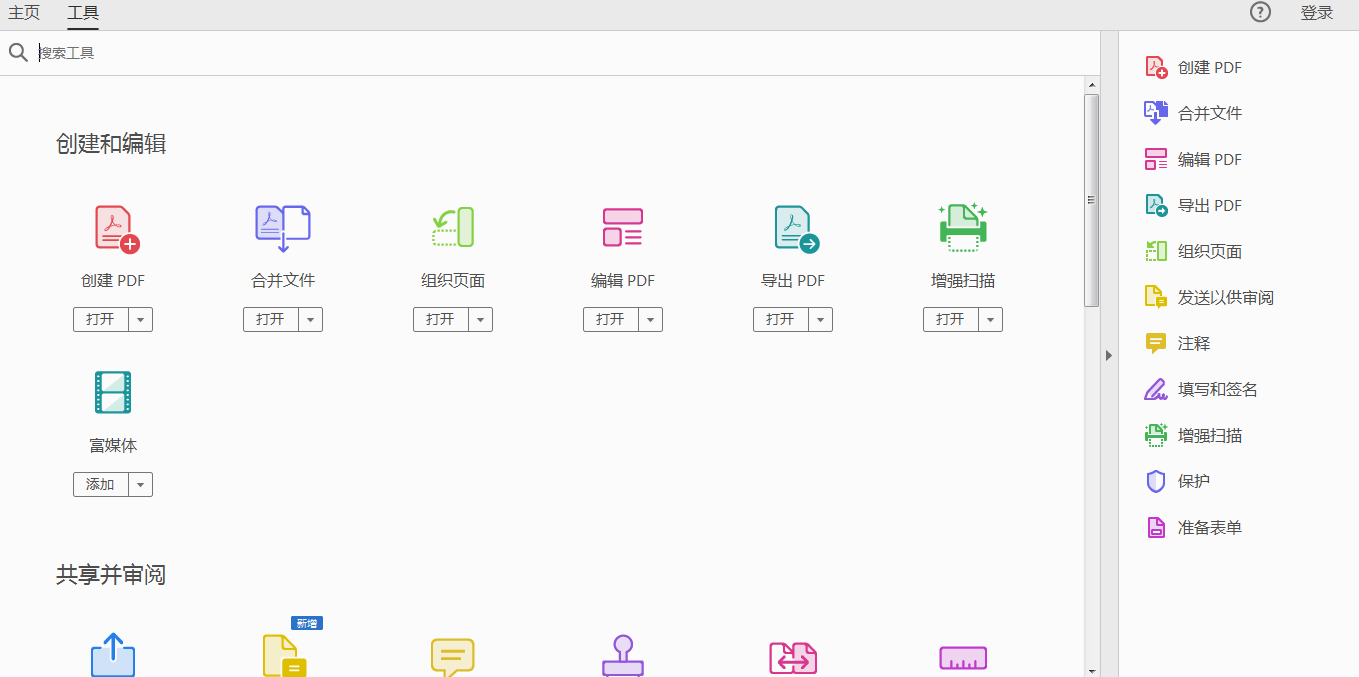 主页 工具 登录
搜索工具
创建和编辑
创建 PDF 合并文件 组织页面 编辑 PDF 导出 PDF 增强扫描
打开 打开 打开 打开 打开 打开
富媒体
添加
共享并审阅
新增
创建 PDF
合并文件
编辑 PDF
导出 PDF
组织页面
发送以供审阅
注释
填写和签名
增强扫描
保护
准备表单